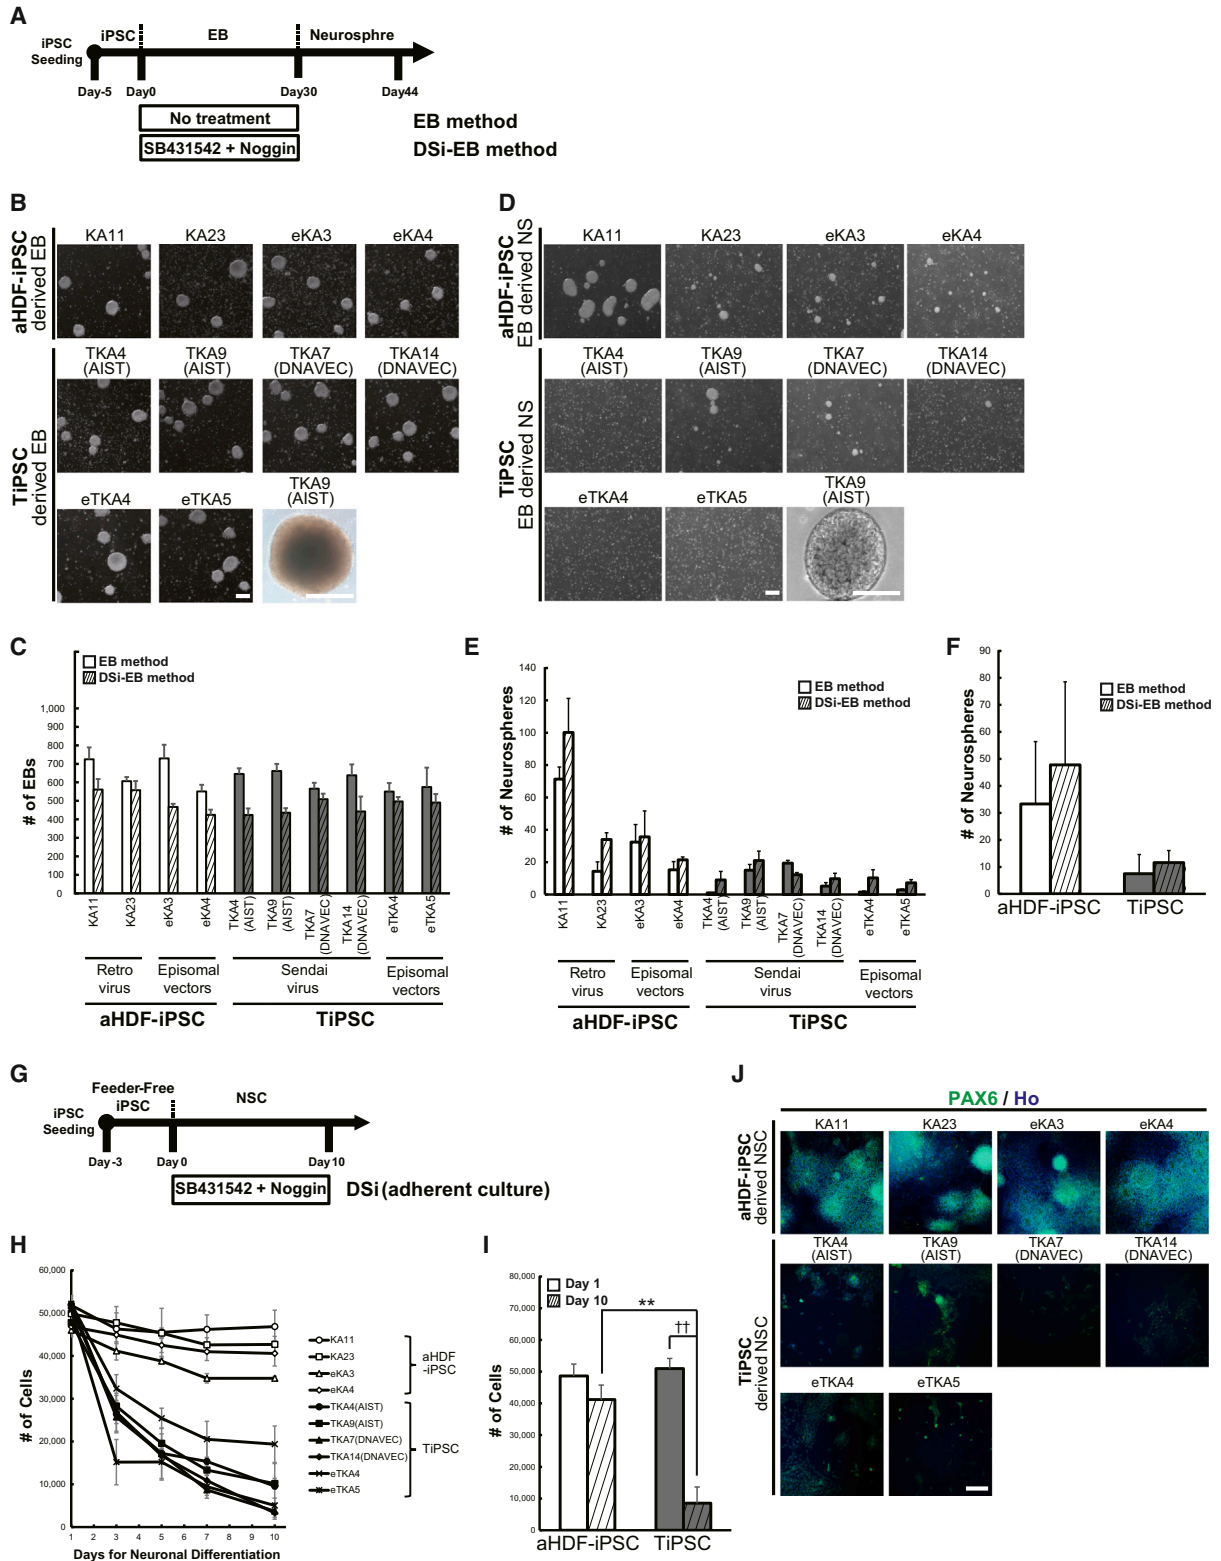 A
iPSC Seeding
iPSC
EB
Neurosphre
Day-5
Day0
Day30
Day44
No treatment
EB method
SB431542 + Noggin
DSi-EB method
B
aHDF-iPSC
derived EB
KA11
KA23
eKA3
eKA4
TiPSC
derived EB
TKA4
(AIST)
TKA9
(AIST)
TKA7
(DNAVEC)
TKA14
(DNAVEC)
eTKA4
eTKA5
TKA9
(AIST)
D
aHDF-iPSC
EB derived NS
KA11
KA23
eKA3
eKA4
TiPSC
EB derived NS
TKA4
(AIST)
TKA9
(AIST)
TKA7
(DNAVEC)
TKA14
(DNAVEC)
eTKA4
eTKA5
TKA9
(AIST)
C
EB method
DSi-EB method
# of EBs
1,000
900
800
700
600
500
400
300
200
100
0
KA11
KA23
eKA3
eKA4
TKA4
(AIST)
TKA9
(AIST)
TKA7
(DNAVEC)
TKA14
(DNAVEC)
eTKA4
eTKA5
Retro
virus
Episomal
vectors
Sendai
virus
Episomal
vectors
aHDF-iPSC
TiPSC
E
EB method
DSi-EB method
# of Neurospheres
140
120
100
80
60
40
20
0
KA11
KA23
eKA3
eKA4
TKA4
(AIST)
TKA9
(AIST)
TKA7
(DNAVEC)
TKA14
(DNAVEC)
eTKA4
eTKA5
Retro
virus
Episomal
vectors
Sendai
virus
Episomal
vectors
aHDF-iPSC
TiPSC
F
EB method
DSi-EB method
# of Neurospheres
90
80
70
60
50
40
30
20
10
0
aHDF-iPSC
TiPSC
G
iPSC
Seeding
Feeder-Free
iPSC
NSC
Day-3
Day0
Day10
SB431542 + Noggin
DSi (adherent culture)
H
# of Cells
60,000
50,000
40,000
30,000
20,000
10,000
0
1 2 3 4 5 6 7 8 9 10
Days for Neuronal Differentiation
KA11
KA23
eKA3
eKA4
TKA4(AIST)
TKA9(AIST)
TKA7(DNAVEC)
TKA14(DNAVEC)
eTKA4
eTKA5
aHDF
-iPSC
TiPSC
I
Day 1
Day 10
**
††
# of Cells
80,000
70,000
60,000
50,000
40,000
30,000
20,000
10,000
0
aHDF-iPSC
TiPSC
J
PAX6 / Ho
aHDF-iPSC
derived NSC
KA11
KA23
eKA3
eKA4
TiPSC
derived NSC
TKA4
(AIST)
TKA9
(AIST)
TKA7
(DNAVEC)
TKA14
(DNAVEC)
eTKA4
eTKA5